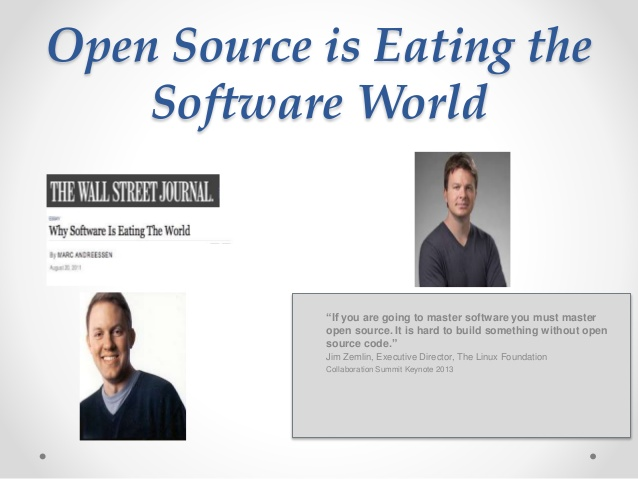 Open Source is Eating the
Software World
THE WALL STREET JOURNAL.
ESSAY
Why Software Is Eating The World
By MARC ANDREESSEN
August 20, 2011
“If you are going to master software you must master
open source. It is hard to build something without open
source code.”
Jim Zemlin, Executive Director, The Linux Foundation
Collaboration Summit Keynote 2013